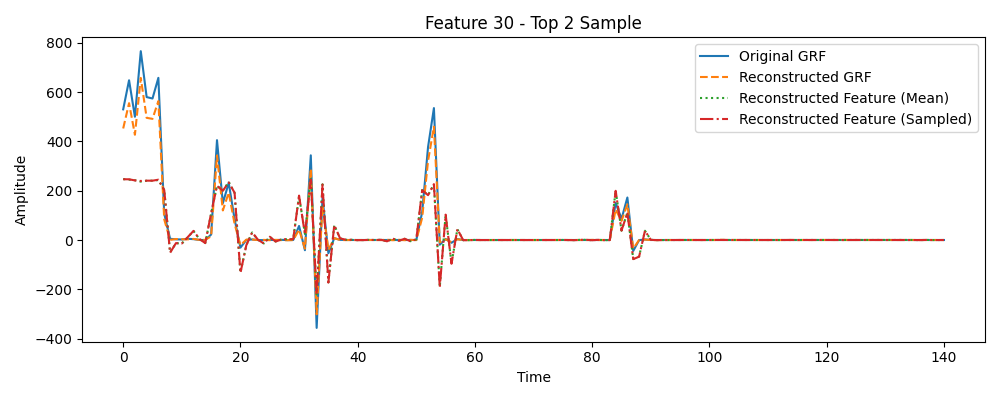 Feature 30 - Top 2 Sample
Original GRF
Reconstructed GRF
Reconstructed Feature (Mean)
Reconstructed Feature (Sampled)
Amplitude
800
600
400
200
0
−200
−400
0 20 40 60 80 100 120 140
Time